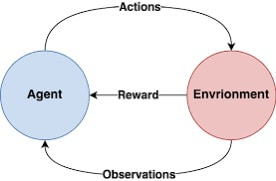 Actions
Agent
Reward
Envrionment
Observations